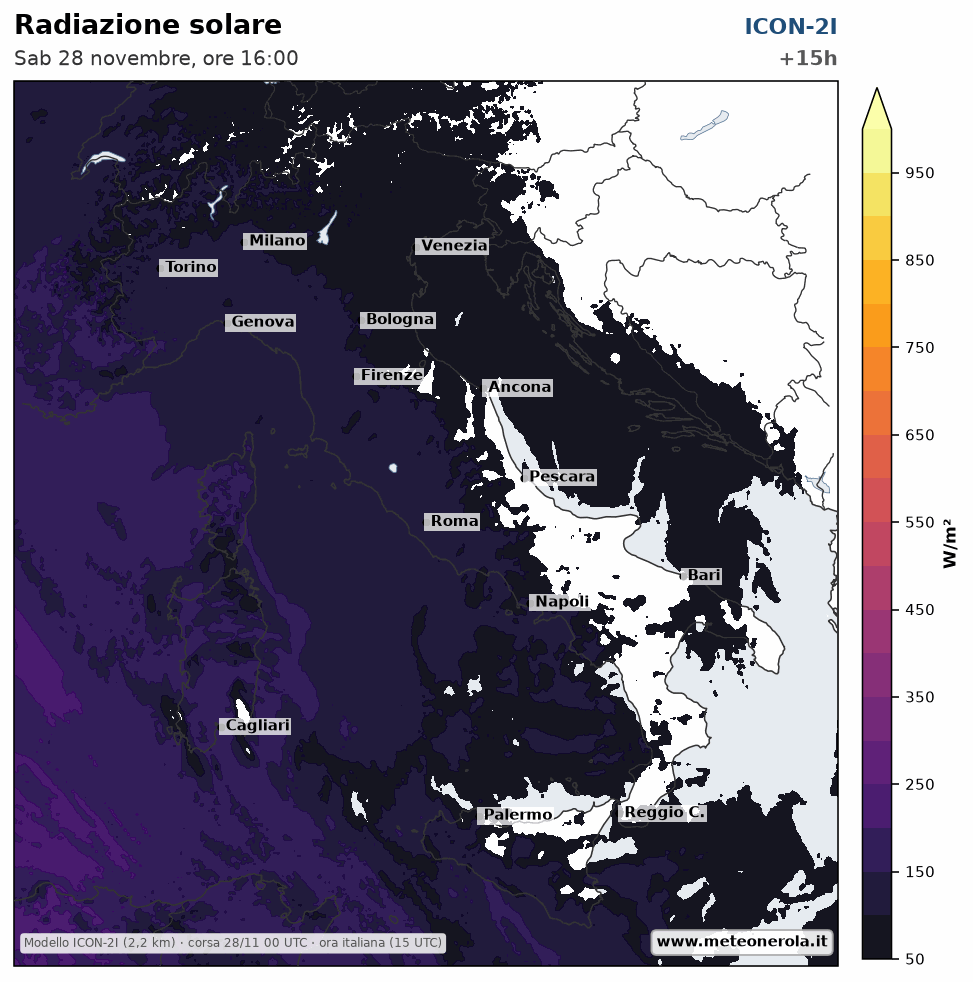 Radiazione solare
ICON-2I
Sab 28 novembre, ore 16:00
+15h
Milano
Venezia
Torino
Genova
Bologna
Firenze
Ancona
Pescara
Roma
Bari
Napoli
Cagliari
Palermo
Reggio C.
950
850
750
650
550
450
350
250
150
50
W/m²
Modello ICON-2I (2,2 km) · corsa 28/11 00 UTC · ora italiana (15 UTC)
www.meteonerola.it